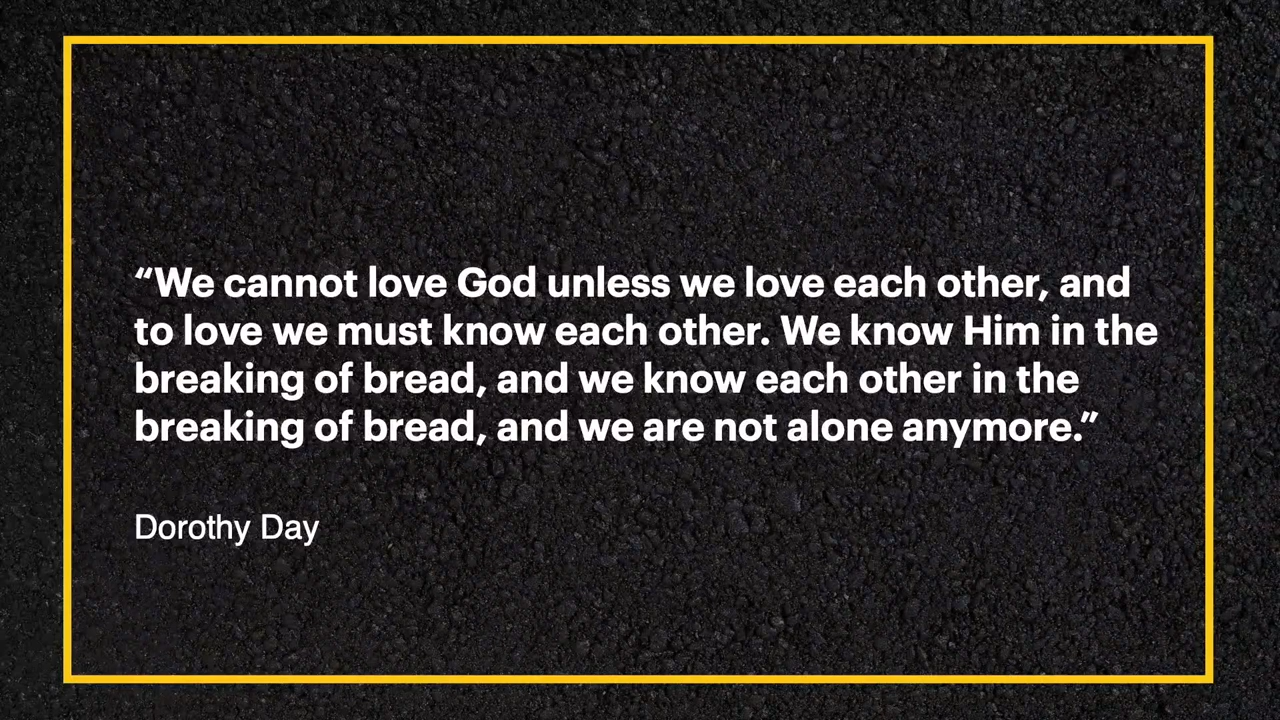 “We cannot love God unless we love each other, and
to love we must know each other. We know Him in the
breaking of bread, and we know each other in the
breaking of bread, and we are not alone anymore.”
Dorothy Day